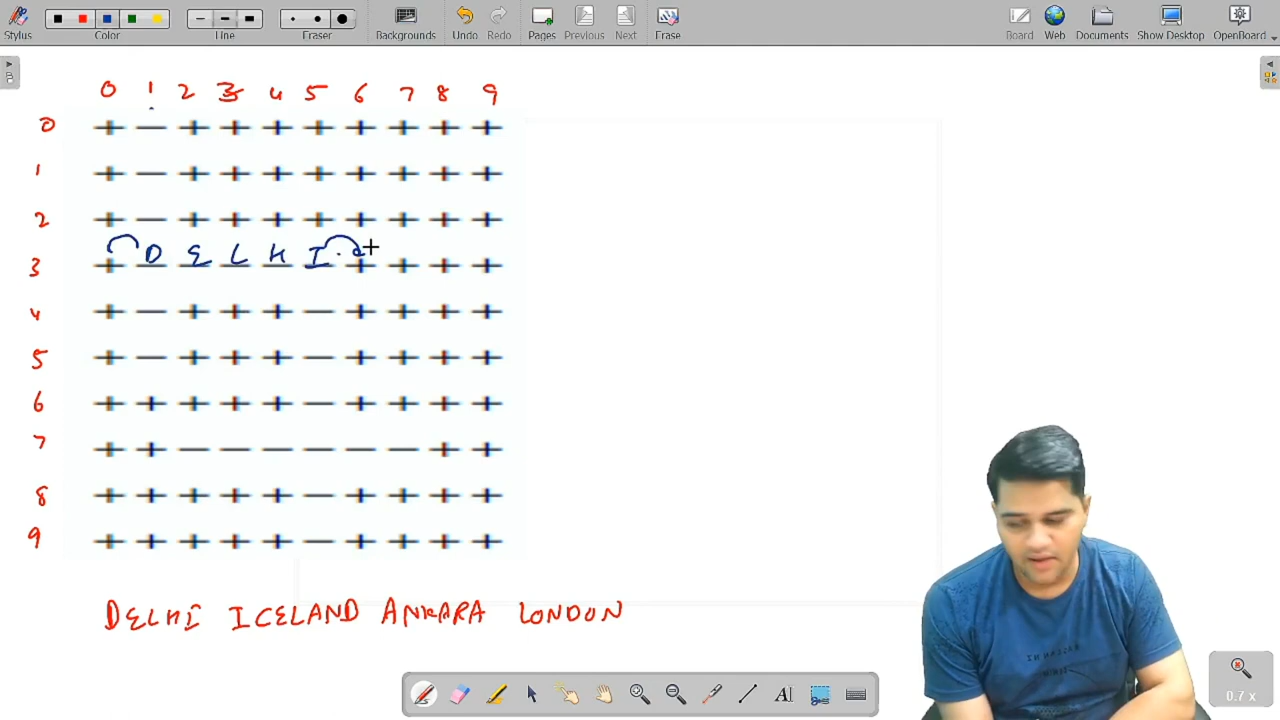 Stylus Color Line Eraser Backgrounds Undo Redo Pages Previous Next Erase Board Web Documents Show Desktop OpenBoard
0 1 2 3 4 5 6 7 8 9
0 + - + + + + + + + +
1 + - + + + + + + + +
2 + - + + + + + + + +
3 + D E L H I + + + +
4 + - + + + - + + + +
5 + - + + + - + + + +
6 + + + + + - + + + +
7 + + - - - - - - + +
8 + + + + + - + + + +
9 + + + + + - + + + +
DELHI ICELAND ANKARA LONDON
0.7 x